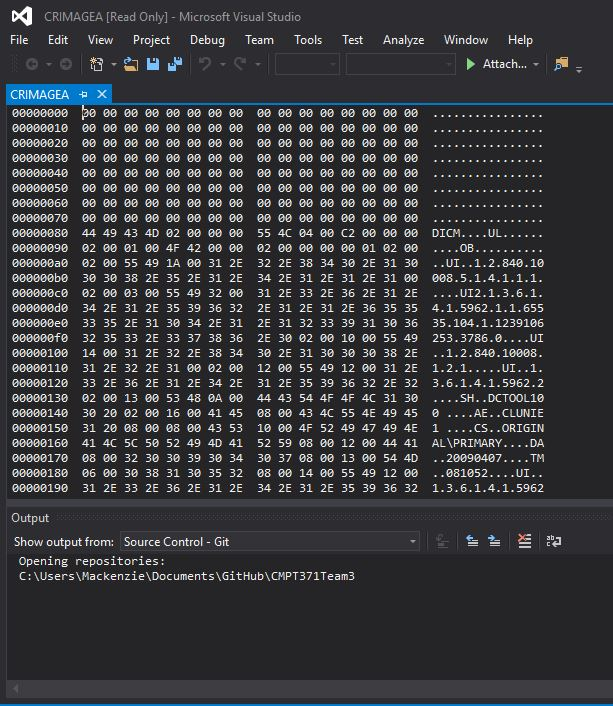 CRIMAGEA [Read Only] - Microsoft Visual Studio
File Edit View Project Debug Team Tools Test Analyze Window Help
Attach...
CRIMAGEA
00000000 00 00 00 00 00 00 00 00 00 00 00 00 00 00 00 00 ................
00000010 00 00 00 00 00 00 00 00 00 00 00 00 00 00 00 00 ................
00000020 00 00 00 00 00 00 00 00 00 00 00 00 00 00 00 00 ................
00000030 00 00 00 00 00 00 00 00 00 00 00 00 00 00 00 00 ................
00000040 00 00 00 00 00 00 00 00 00 00 00 00 00 00 00 00 ................
00000050 00 00 00 00 00 00 00 00 00 00 00 00 00 00 00 00 ................
00000060 00 00 00 00 00 00 00 00 00 00 00 00 00 00 00 00 ................
00000070 00 00 00 00 00 00 00 00 00 00 00 00 00 00 00 00 ................
00000080 44 49 43 4D 02 00 00 00 55 4C 04 00 C2 00 00 00 DICM....UL......
00000090 02 00 01 00 4F 42 00 00 02 00 00 00 00 01 02 00 ....OB..........
000000a0 02 00 55 49 1A 00 31 2E 32 2E 38 34 30 2E 31 30 ..UI..1.2.840.10
000000b0 30 30 38 2E 35 2E 31 2E 34 2E 31 2E 31 2E 31 00 008.5.1.4.1.1.1.
000000c0 02 00 03 00 55 49 32 00 31 2E 33 2E 36 2E 31 2E ....UI2.1.3.6.1.
000000d0 34 2E 31 2E 35 39 36 32 2E 31 2E 31 2E 36 35 35 4.1.5962.1.1.655
000000e0 33 35 2E 31 30 34 2E 31 2E 31 32 33 39 31 30 36 35.104.1.1239106
000000f0 32 35 33 2E 33 37 38 36 2E 30 02 00 10 00 55 49 253.3786.0....UI
00000100 14 00 31 2E 32 2E 38 34 30 2E 31 30 30 30 38 2E ..1.2.840.10008.
00000110 31 2E 32 2E 31 00 02 00 12 00 55 49 12 00 31 2E 1.2.1.....UI..1.
00000120 33 2E 36 2E 31 2E 34 2E 31 2E 35 39 36 32 2E 32 3.6.1.4.1.5962.2
00000130 02 00 13 00 53 48 0A 00 44 43 54 4F 4F 4C 31 30 ....SH..DCTOOL10
00000140 30 20 02 00 16 00 41 45 08 00 43 4C 55 4E 49 45 0 ....AE..CLUNIE
00000150 31 20 08 00 08 00 43 53 10 00 4F 52 49 47 49 4E 1 ....CS..ORIGIN
00000160 41 4C 5C 50 52 49 4D 41 52 59 08 00 12 00 44 41 AL\PRIMARY....DA
00000170 08 00 32 30 30 39 30 34 30 37 08 00 13 00 54 4D ..20090407....TM
00000180 06 00 30 38 31 30 35 32 08 00 14 00 55 49 12 00 ..081052....UI..
00000190 31 2E 33 2E 36 2E 31 2E 34 2E 31 2E 35 39 36 32 1.3.6.1.4.1.5962
Output
Show output from: Source Control - Git
Opening repositories:
C:\Users\Mackenzie\Documents\GitHub\CMPT371Team3